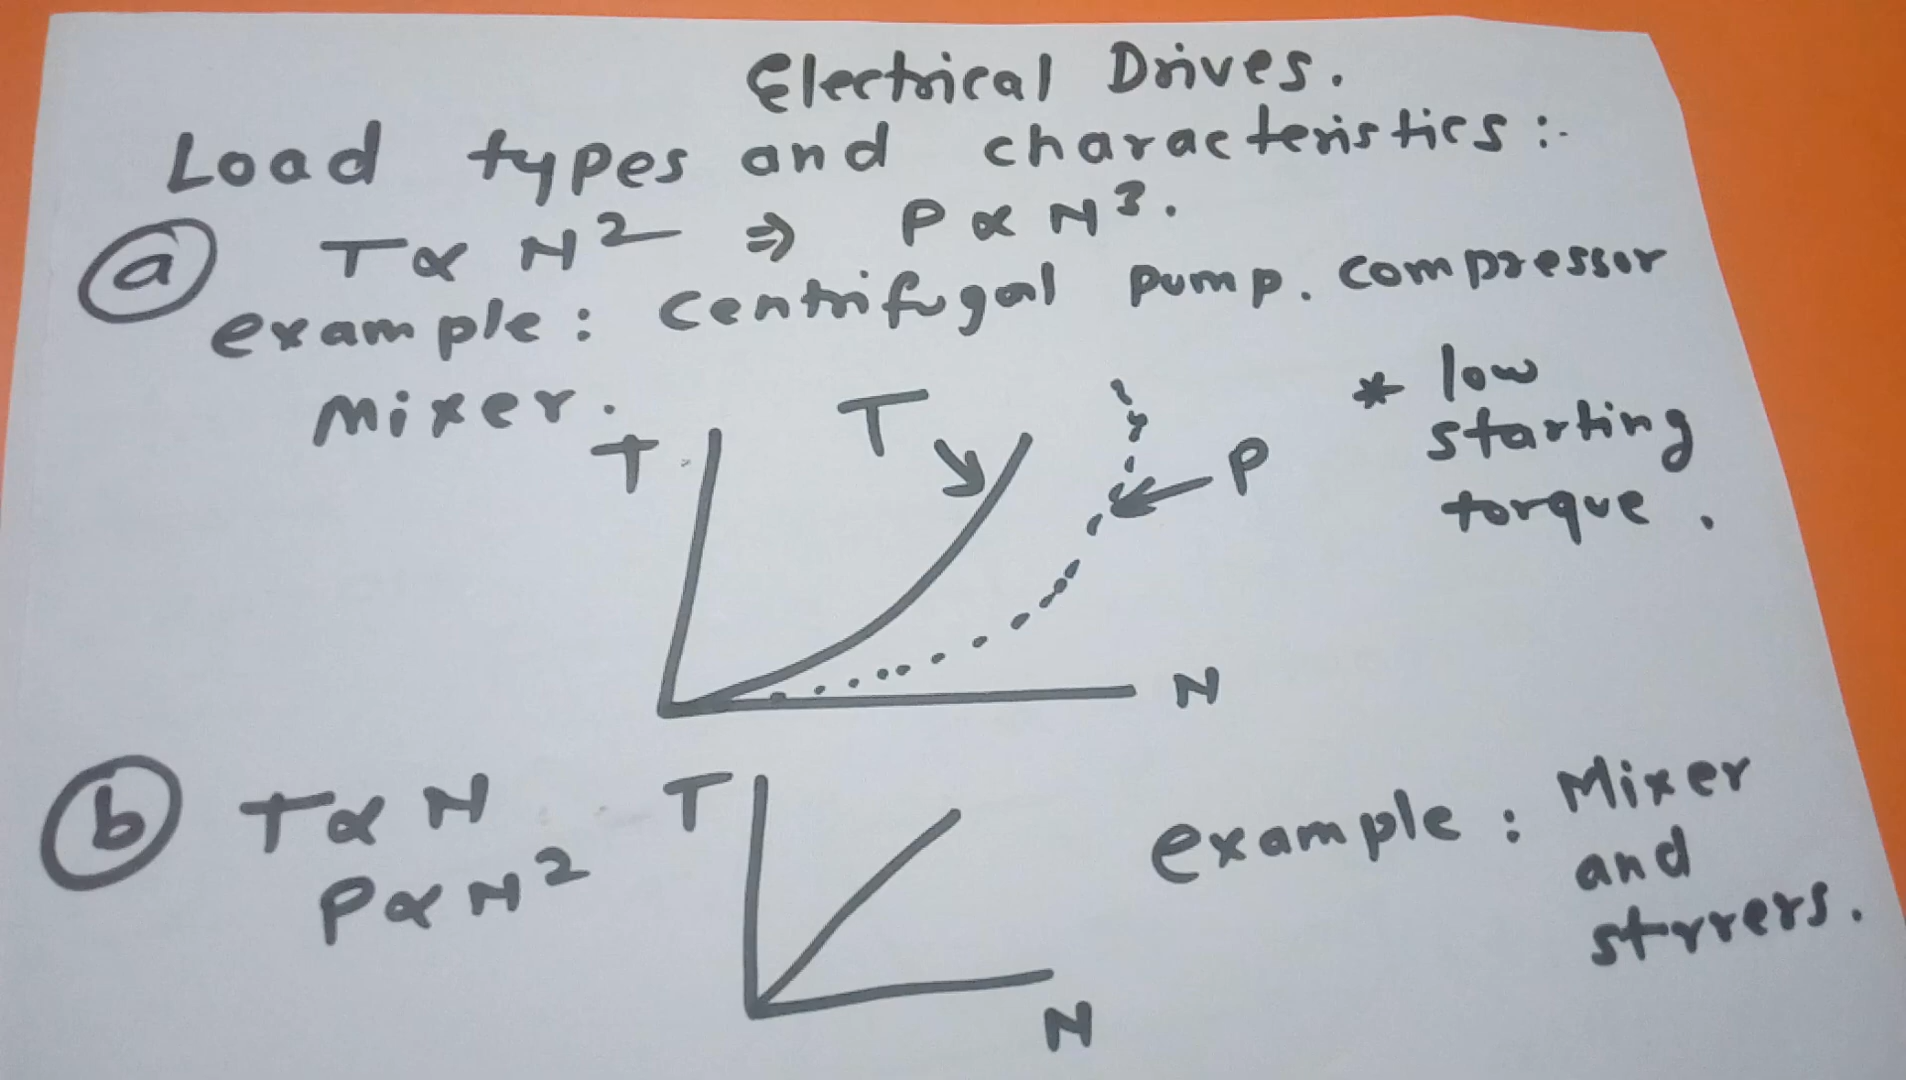 Electrical Drives.
Load types and characteristics :-
a T ∝ N² ⇒ P ∝ N³.
example : centrifugal pump. compressor
mixer.
* low
starting
torque.
T
T
P
N
b T ∝ N
P ∝ N²
T
N
example : Mixer
and
styrrers.